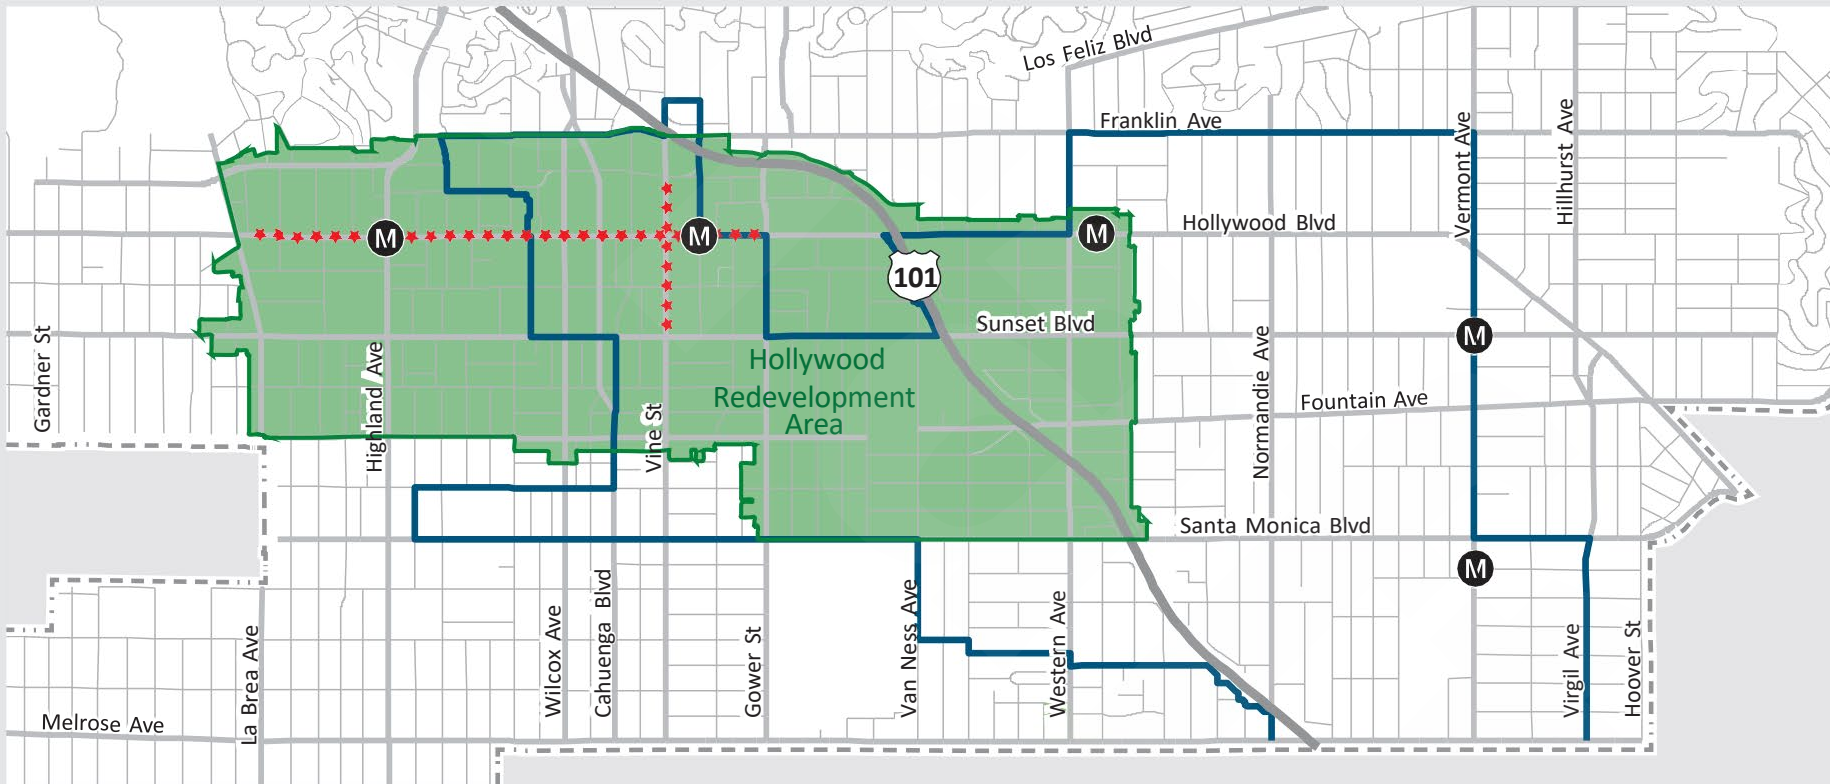 Los Feliz Blvd
Franklin Ave
Vermont Ave
Hillhurst Ave
Hollywood Blvd
M
M
M
101
Sunset Blvd
M
Gardner St
Highland Ave
Hollywood
Redevelopment
Area
Vine St
Normandie Ave
Fountain Ave
Santa Monica Blvd
M
La Brea Ave
Wilcox Ave
Cahuenga Blvd
Gower St
Van Ness Ave
Western Ave
Virgil Ave
Hoover St
Melrose Ave